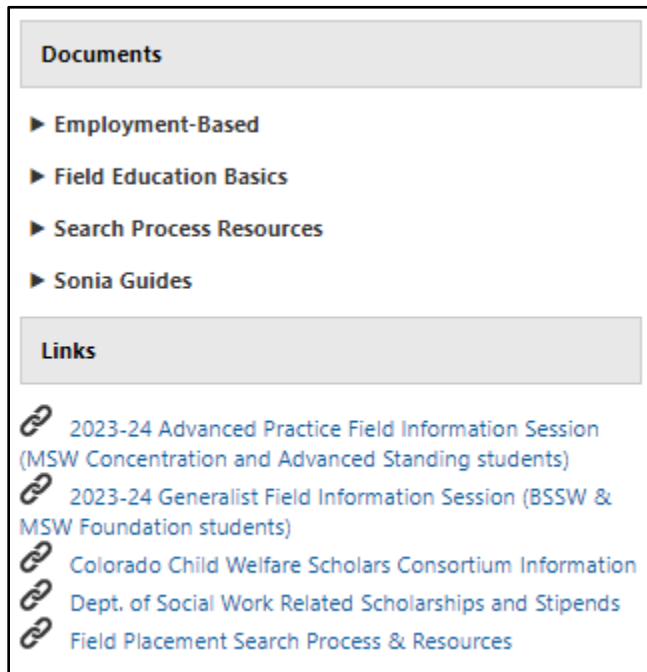 Documents
Employment-Based
Field Education Basics
Search Process Resources
Sonia Guides
Links
2023-24 Advanced Practice Field Information Session
(MSW Concentration and Advanced Standing students)
2023-24 Generalist Field Information Session (BSSW &
MSW Foundation students)
Colorado Child Welfare Scholars Consortium Information
Dept. of Social Work Related Scholarships and Stipends
Field Placement Search Process & Resources